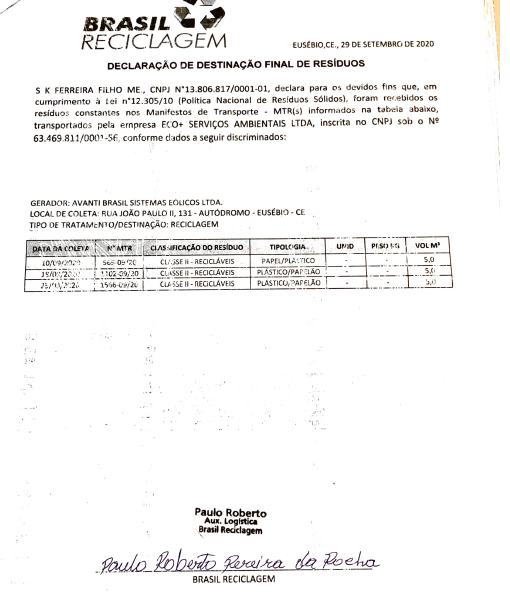 BRASIL
RECICLAGEM
EUSÉBIO,CE., 29 DE SETEMBRO DE 2020
DECLARAÇÃO DE DESTINAÇÃO FINAL DE RESÍDUOS
S K FERREIRA FILHO ME., CNPJ N°13.806.817/0001-01, declara para os devidos fins que, em
cumprimento à Lei n°12.305/10 (Política Nacional de Resíduos Sólidos), foram recebidos os
resíduos constantes nos Manifestos de Transporte - MTR(s) informados na tabela abaixo,
transportados pela empresa ECO+ SERVIÇOS AMBIENTAIS LTDA, inscrita no CNPJ sob o Nº
63.469.811/0001-56, conforme dados a seguir discriminados:
GERADOR: AVANTI BRASIL SISTEMAS EÓLICOS LTDA.
LOCAL DE COLETA: RUA JOÃO PAULO II, 131 - AUTÓDROMO - EUSÉBIO - CE
TIPO DE TRATAMENTO/DESTINAÇÃO: RECICLAGEM
DATA DA COLETA N° MTR CLASSIFICAÇÃO DO RESÍDUO TIPOLOGIA UNID PESO KG VOL M³
10/09/2020 568-09/20 CLASSE II - RECICLÁVEIS PAPEL/PLÁSTICO - - 5,0
15/09/2020 1102-09/20 CLASSE II - RECICLÁVEIS PLÁSTICO/PAPELÃO - - 5,0
1566-09/20 CLASSE II - RECICLÁVEIS PLÁSTICO/PAPELÃO - - 5,0
Paulo Roberto
Aux. Logística
Brasil Reciclagem
Paulo Roberto Pereira da Rocha
BRASIL RECICLAGEM